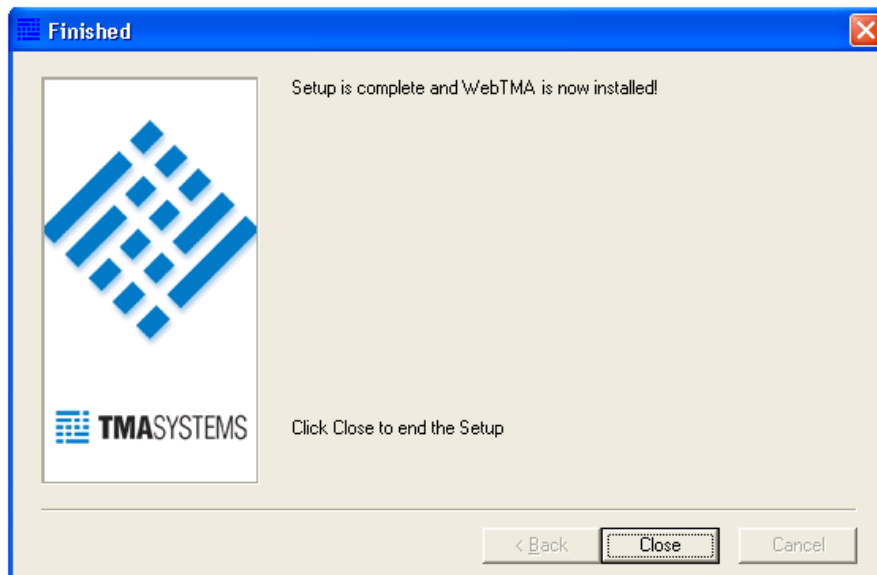 Finished
Setup is complete and WebTMA is now installed!
TMASYSTEMS
Click Close to end the Setup
< Back
Close
Cancel